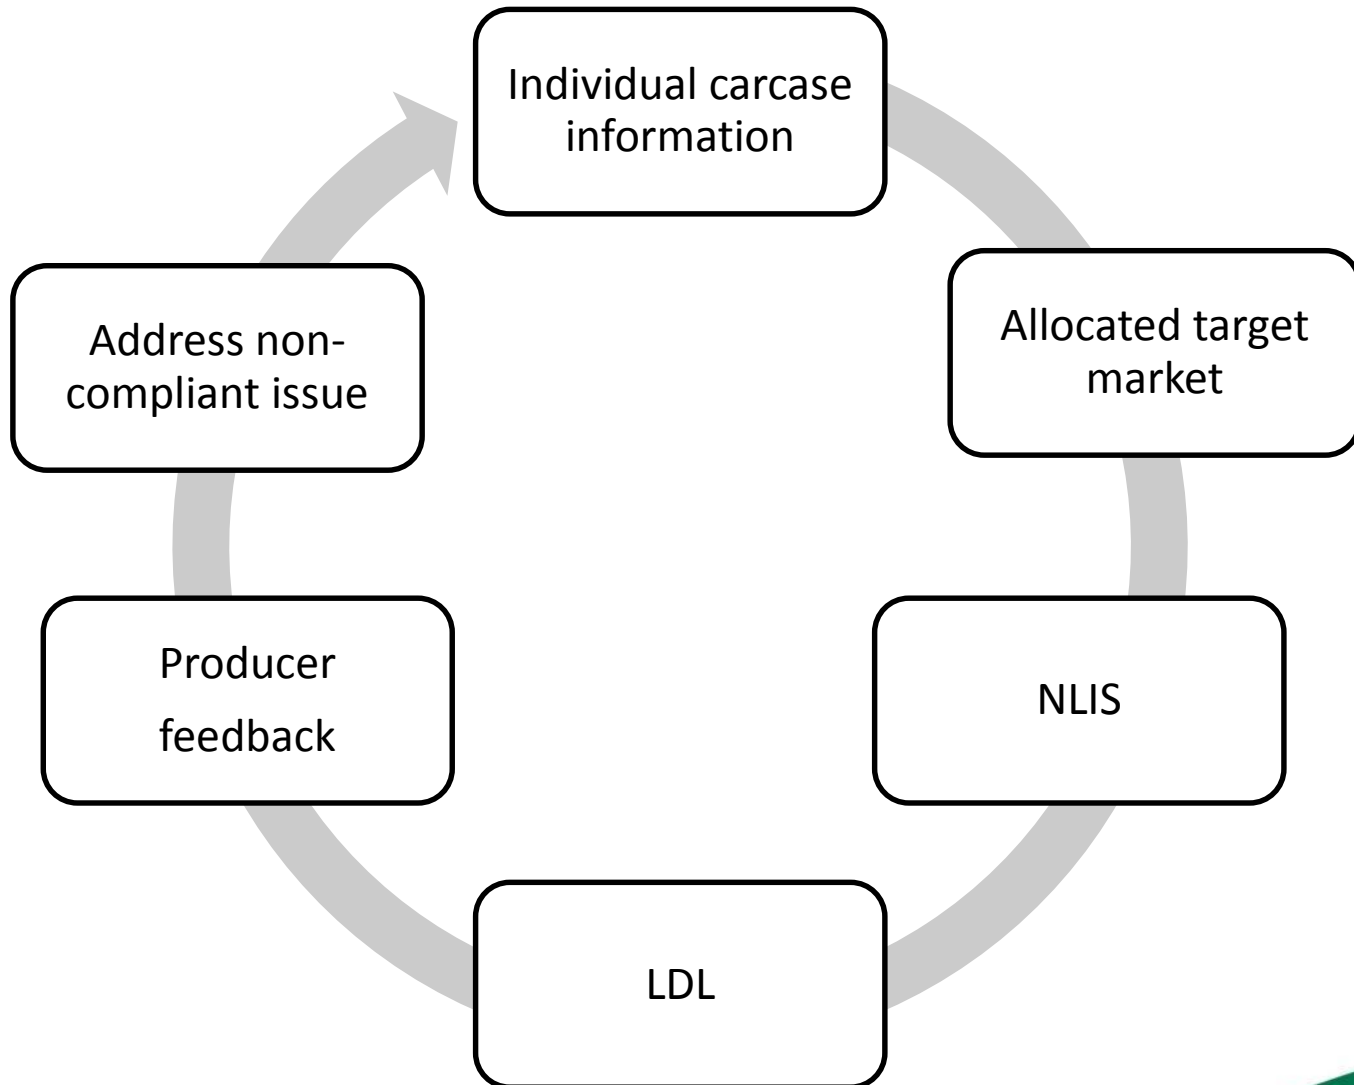 Individual carcase
information
Allocated target
market
NLIS
LDL
Producer
feedback
Address non-
compliant issue